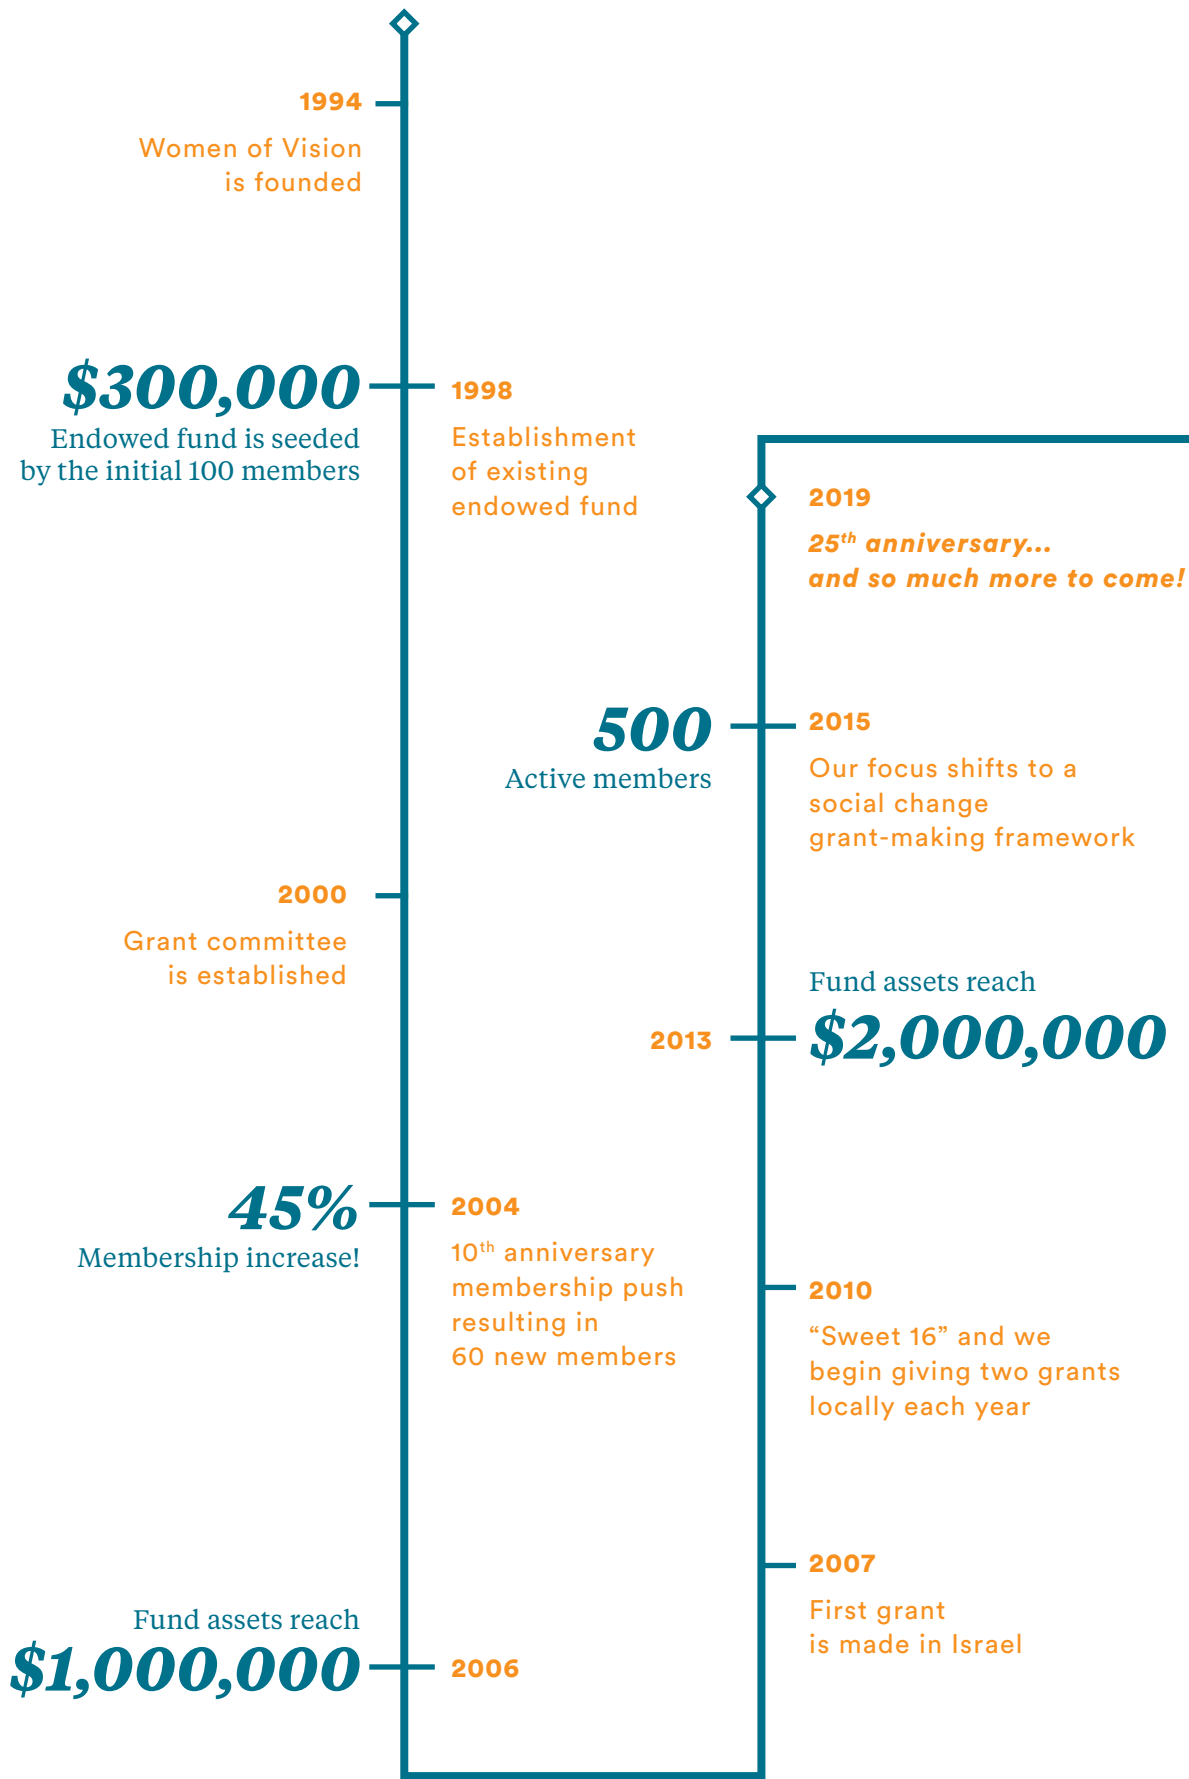 1994
Women of Vision
is founded
$300,000
Endowed fund is seeded
by the initial 100 members
1998
Establishment
of existing
endowed fund
2000
Grant committee
is established
45%
Membership increase!
2004
10th anniversary
membership push
resulting in
60 new members
Fund assets reach
$1,000,000
2006
2007
First grant
is made in Israel
2010
“Sweet 16” and we
begin giving two grants
locally each year
2013
Fund assets reach
$2,000,000
500
Active members
2015
Our focus shifts to a
social change
grant-making framework
2019
25th anniversary...
and so much more to come!